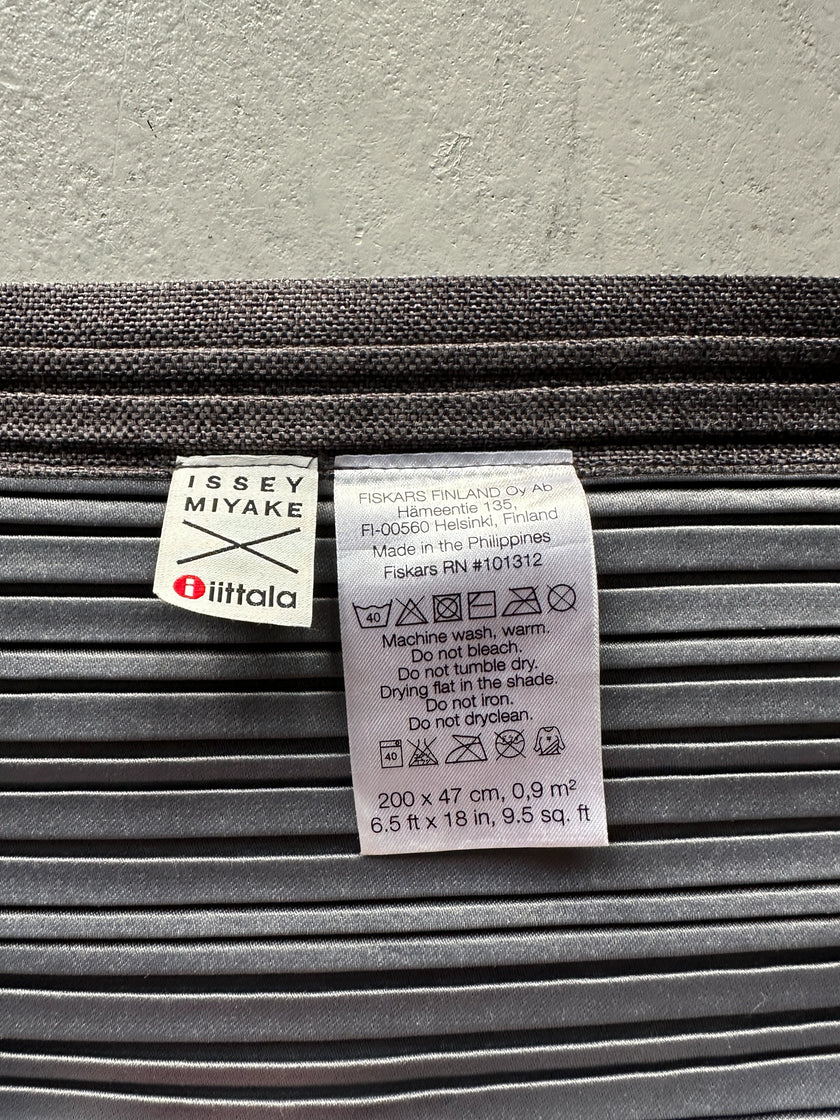 ISSEY
MIYAKE
iittala
FISKARS FINLAND Oy Ab
Hämeentie 135,
FI-00560 Helsinki, Finland
Made in the Philippines
Fiskars RN #101312
40
Machine wash, warm.
Do not bleach.
Do not tumble dry.
Drying flat in the shade.
Do not iron.
Do not dryclean.
40
200 x 47 cm, 0,9 m²
6.5 ft x 18 in, 9.5 sq. ft